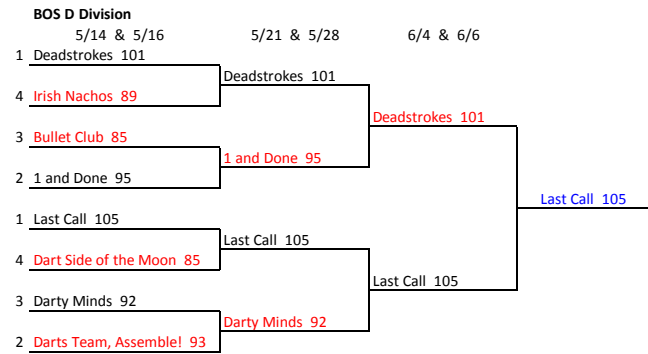 BOS D Division
5/14 & 5/16 5/21 & 5/28 6/4 & 6/6
1 Deadstrokes 101
Deadstrokes 101
4 Irish Nachos 89
Deadstrokes 101
3 Bullet Club 85
1 and Done 95
2 1 and Done 95
Last Call 105
1 Last Call 105
Last Call 105
4 Dart Side of the Moon 85
Last Call 105
3 Darty Minds 92
Darty Minds 92
2 Darts Team, Assemble! 93